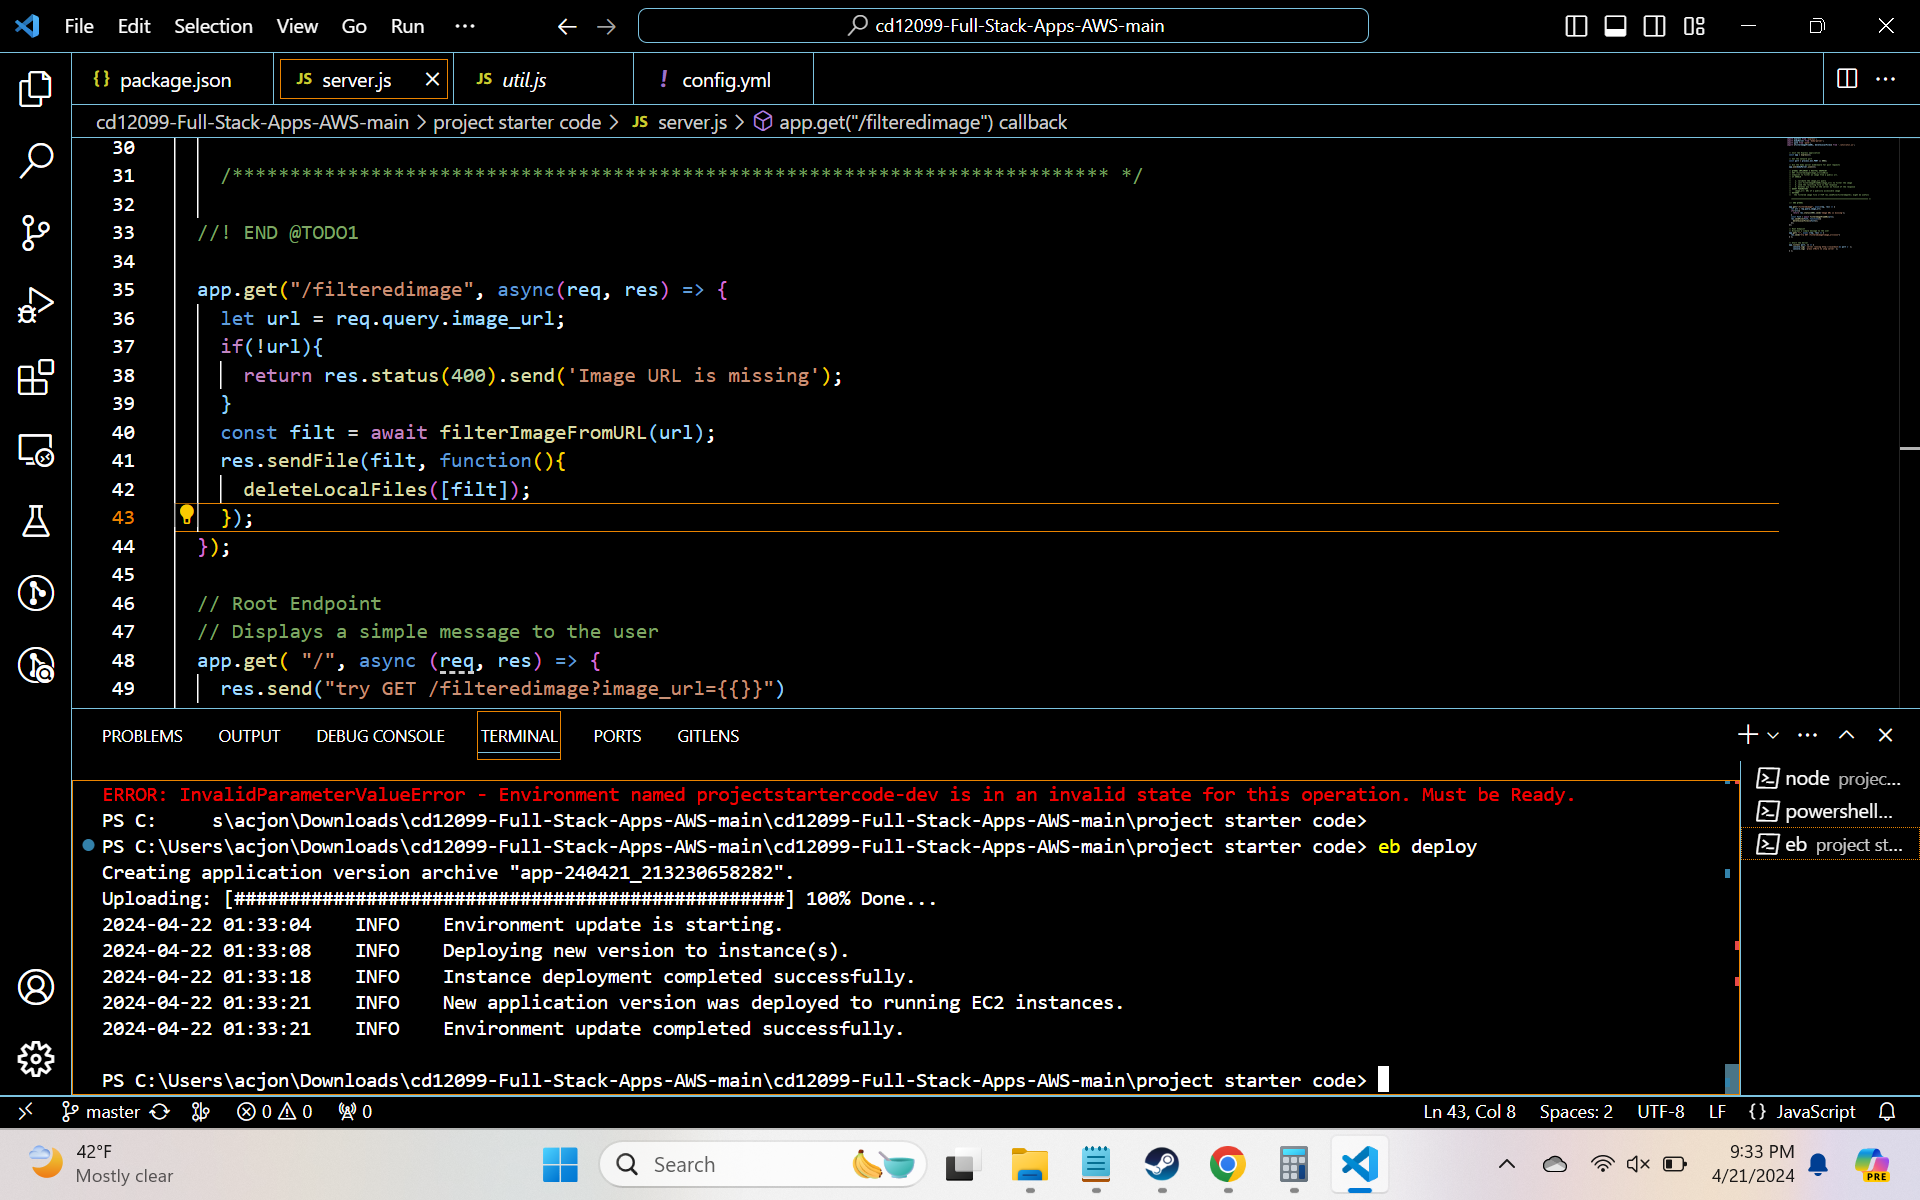 File Edit Selection View Go Run ··· cd12099-Full-Stack-Apps-AWS-main
{} package.json JS server.js JS util.js ! config.yml
cd12099-Full-Stack-Apps-AWS-main > project starter code > JS server.js > app.get("/filteredimage") callback
30
31 /***************************************************************************** */
32
33 //! END @TODO1
34
35 app.get("/filteredimage", async(req, res) => {
36 let url = req.query.image_url;
37 if(!url){
38 return res.status(400).send('Image URL is missing');
39 }
40 const filt = await filterImageFromURL(url);
41 res.sendFile(filt, function(){
42 deleteLocalFiles([filt]);
43 });
44 });
45
46 // Root Endpoint
47 // Displays a simple message to the user
48 app.get( "/", async (req, res) => {
49 res.send("try GET /filteredimage?image_url={{}}")
PROBLEMS OUTPUT DEBUG CONSOLE TERMINAL PORTS GITLENS
ERROR: InvalidParameterValueError - Environment named projectstartercode-dev is in an invalid state for this operation. Must be Ready.
PS C: s\acjon\Downloads\cd12099-Full-Stack-Apps-AWS-main\cd12099-Full-Stack-Apps-AWS-main\project starter code>
PS C:\Users\acjon\Downloads\cd12099-Full-Stack-Apps-AWS-main\cd12099-Full-Stack-Apps-AWS-main\project starter code> eb deploy
Creating application version archive "app-240421_213230658282".
Uploading: [##################################################] 100% Done...
2024-04-22 01:33:04 INFO Environment update is starting.
2024-04-22 01:33:08 INFO Deploying new version to instance(s).
2024-04-22 01:33:18 INFO Instance deployment completed successfully.
2024-04-22 01:33:21 INFO New application version was deployed to running EC2 instances.
2024-04-22 01:33:21 INFO Environment update completed successfully.
PS C:\Users\acjon\Downloads\cd12099-Full-Stack-Apps-AWS-main\cd12099-Full-Stack-Apps-AWS-main\project starter code>
node projec...
powershell...
eb project st...
master 0 0 0 Ln 43, Col 8 Spaces: 2 UTF-8 LF {} JavaScript
42°F
Mostly clear
Search
9:33 PM
4/21/2024
PRE